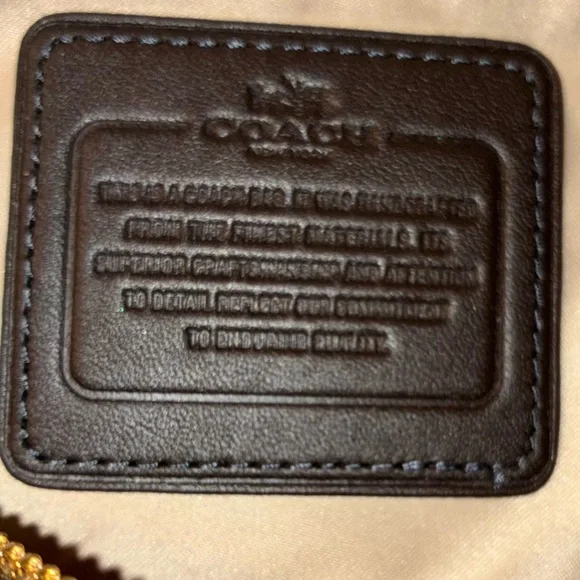 COACH
NEW YORK
THIS IS A COACH BAG. IT WAS HANDCRAFTED
FROM THE FINEST MATERIALS. ITS
SUPERIOR CRAFTSMANSHIP AND ATTENTION
TO DETAIL REFLECT OUR COMMITMENT
TO ENDURING QUALITY.